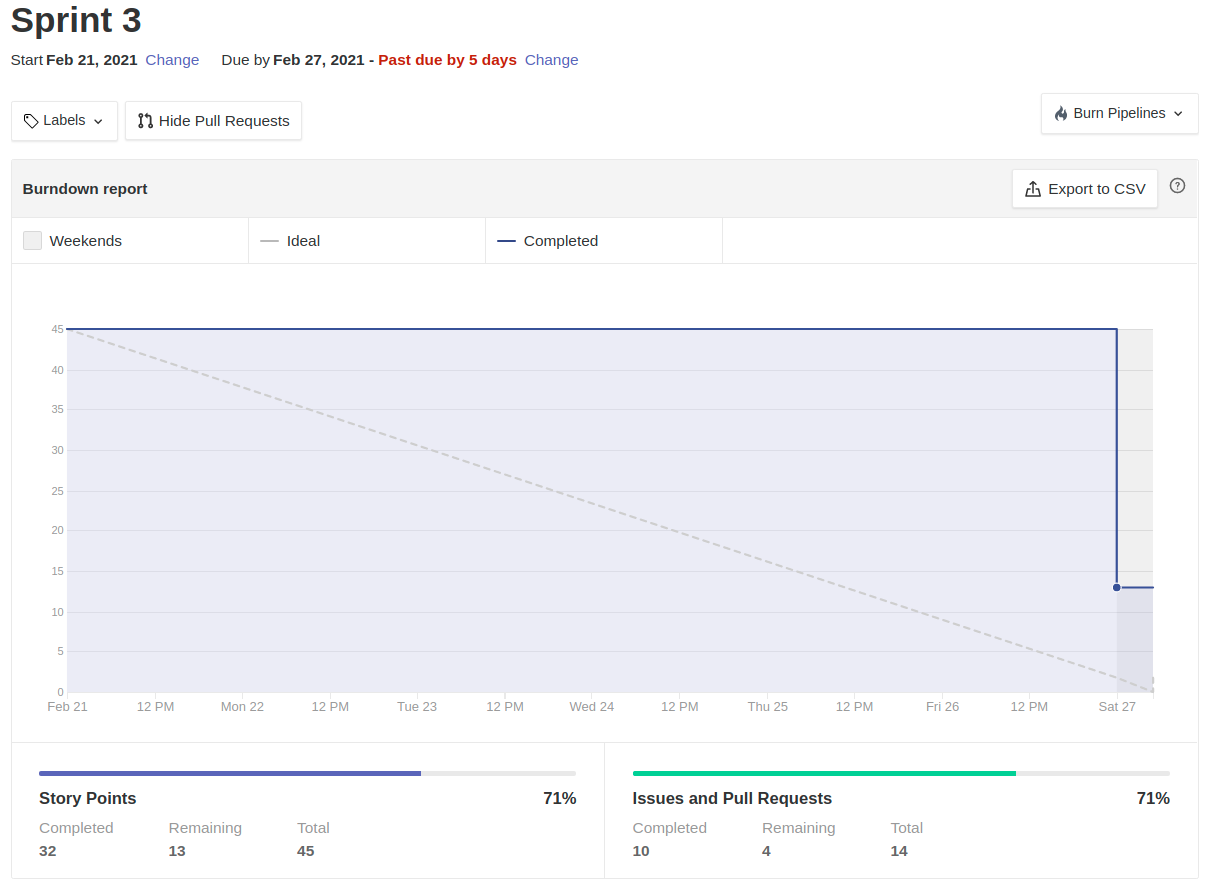 Sprint 3
Start Feb 21, 2021 Change Due by Feb 27, 2021 - Past due by 5 days Change
Labels Hide Pull Requests Burn Pipelines
Burndown report Export to CSV ?
Weekends Ideal Completed
45
40
35
30
25
20
15
10
5
0
Feb 21 12 PM Mon 22 12 PM Tue 23 12 PM Wed 24 12 PM Thu 25 12 PM Fri 26 12 PM Sat 27
Story Points 71%
Completed Remaining Total
32 13 45
Issues and Pull Requests 71%
Completed Remaining Total
10 4 14